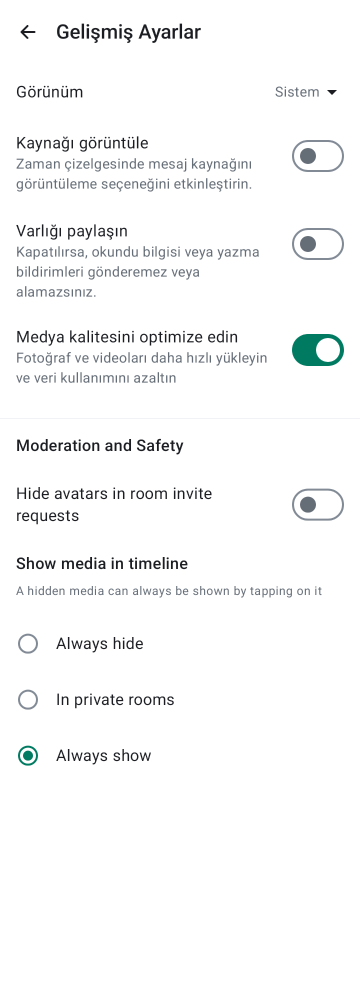 Gelişmiş Ayarlar
Görünüm
Sistem
Kaynağı görüntüle
Zaman çizelgesinde mesaj kaynağını
görüntüleme seçeneğini etkinleştirin.
Varlığı paylaşın
Kapatılırsa, okundu bilgisi veya yazma
bildirimleri gönderemez veya
alamazsınız.
Medya kalitesini optimize edin
Fotoğraf ve videoları daha hızlı yükleyin
ve veri kullanımını azaltın
Moderation and Safety
Hide avatars in room invite
requests
Show media in timeline
A hidden media can always be shown by tapping on it
Always hide
In private rooms
Always show